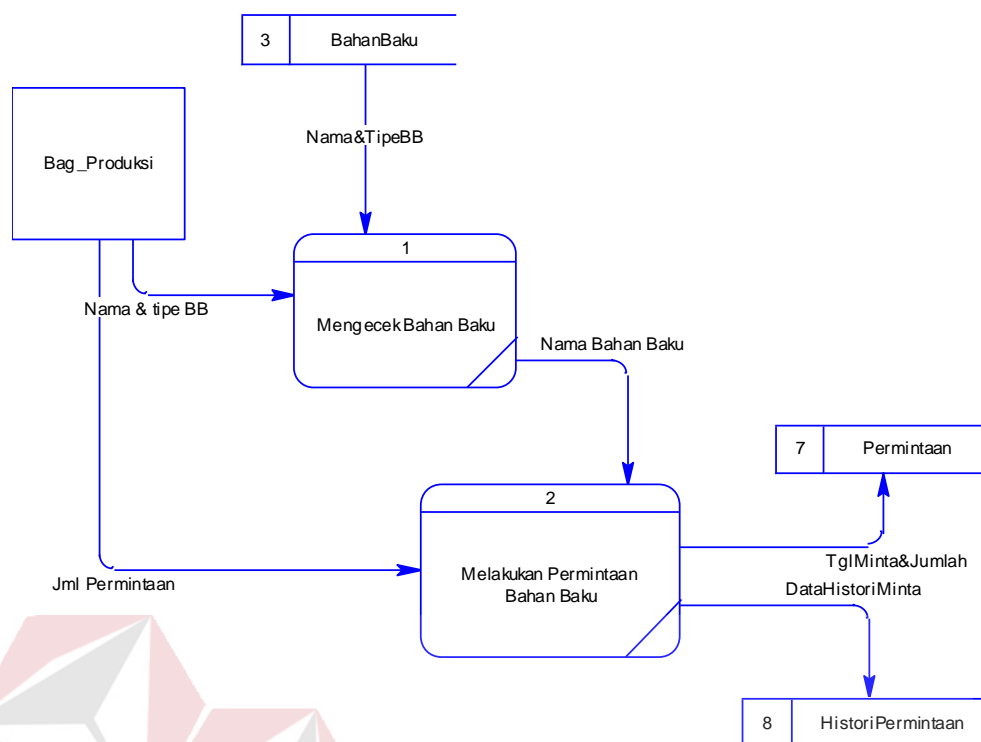 3 BahanBaku
Nama&TipeBB
Bag_Produksi
1
Mengecek Bahan Baku
Nama & tipe BB
Nama Bahan Baku
7 Permintaan
2
Melakukan Permintaan
Bahan Baku
Jml Permintaan
TglMinta&Jumlah
DataHistoriMinta
8 HistoriPermintaan